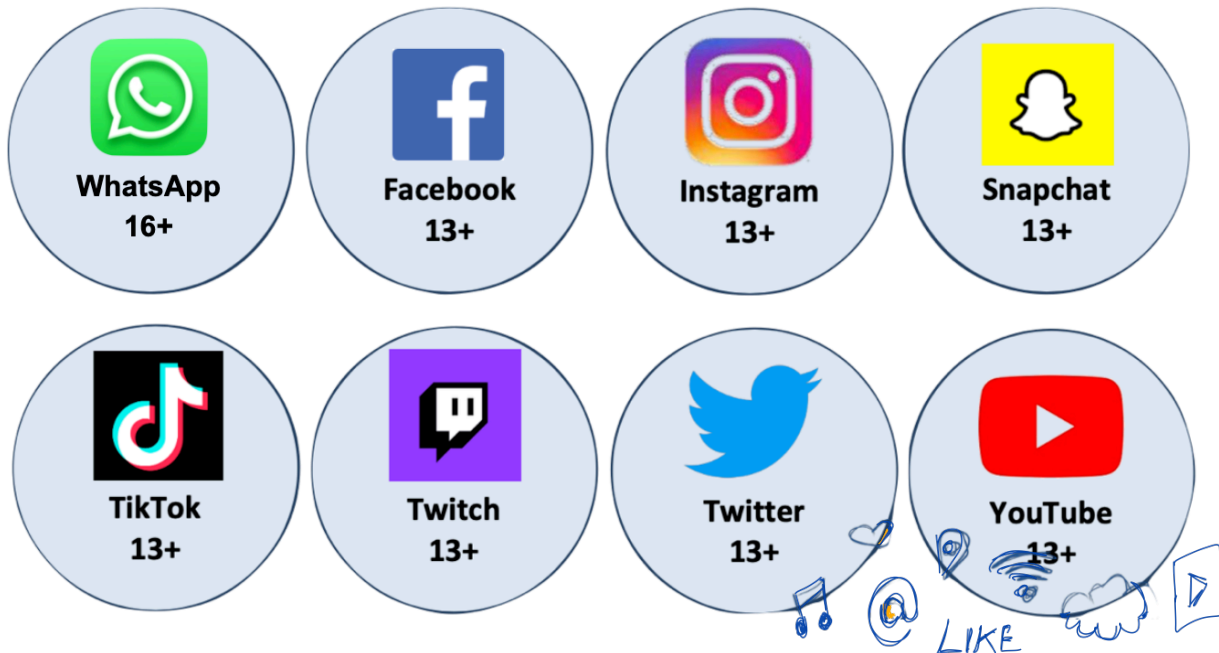 WhatsApp
16+
Facebook
13+
Instagram
13+
Snapchat
13+
TikTok
13+
Twitch
13+
Twitter
13+
YouTube
13+
@
LIKE